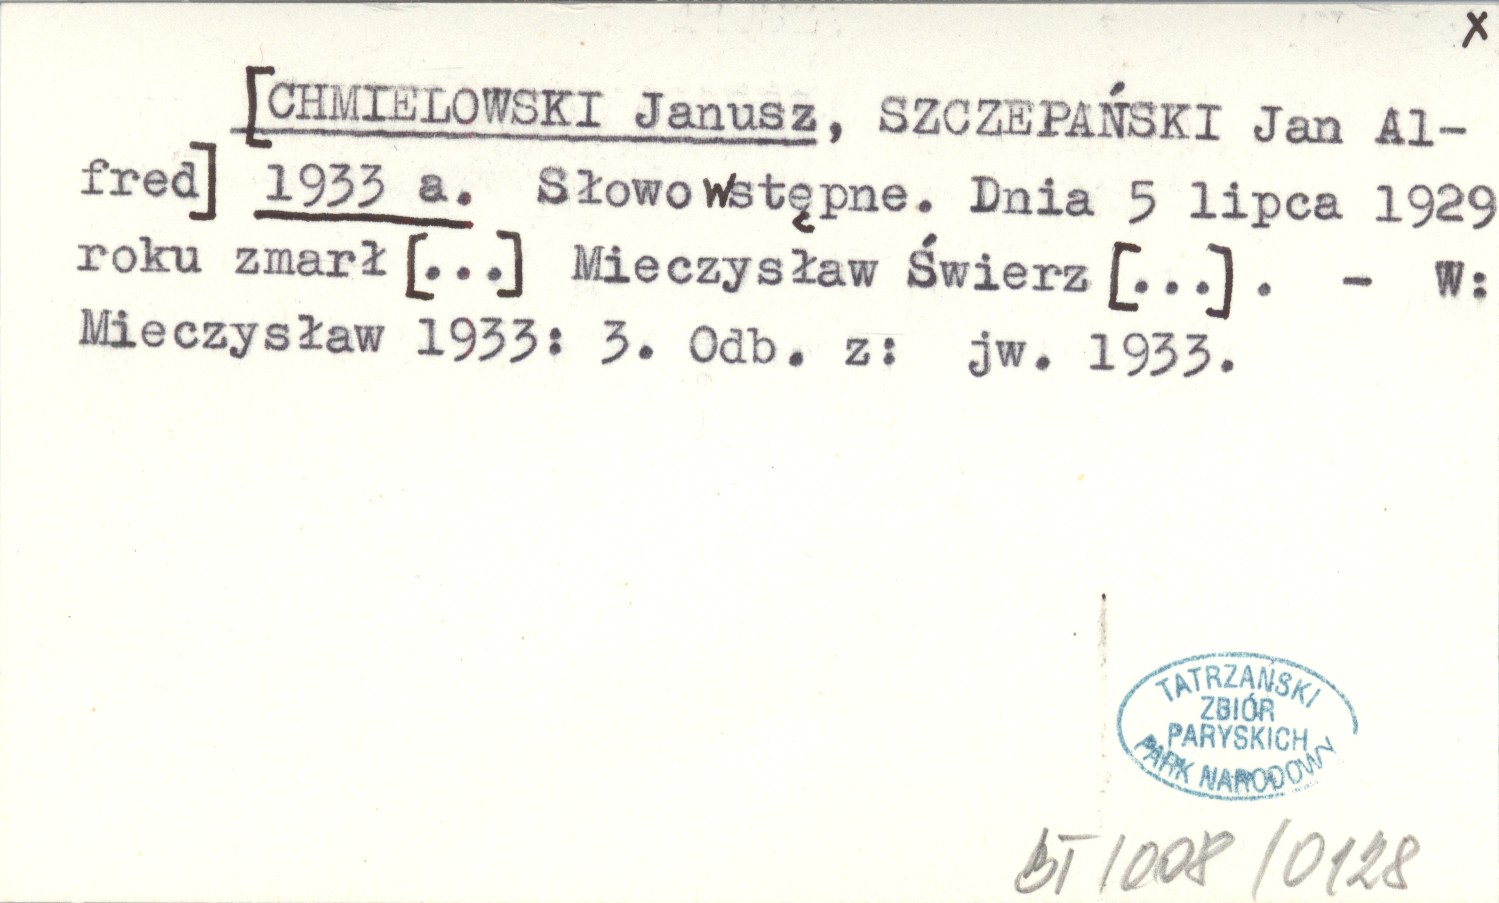 x
[CHMIELOWSKI Janusz, SZCZEPAŃSKI Jan Al-
fred] 1933 a. Słowo wstępne. Dnia 5 lipca 1929
roku zmarł [...] Mieczysław Świerz [...]. - W:
Mieczysław 1933: 3. Odb. z: jw. 1933.
TATRZAŃSKI
ZBIÓR
PARYSKICH
PARK NARODOWY
BT/008/0128